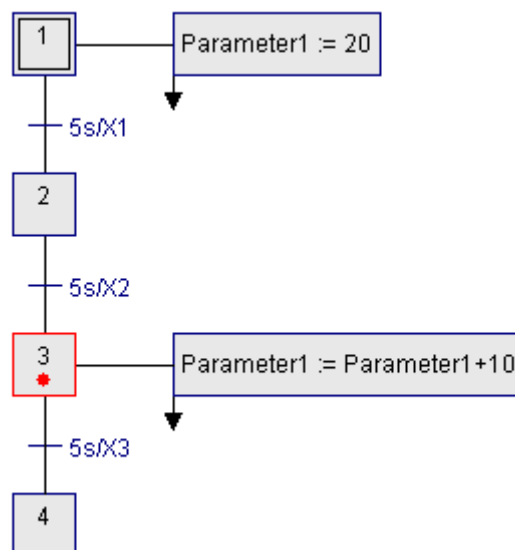 1
Parameter1 := 20
5s/X1
2
5s/X2
3
Parameter1 := Parameter1+10
5s/X3
4